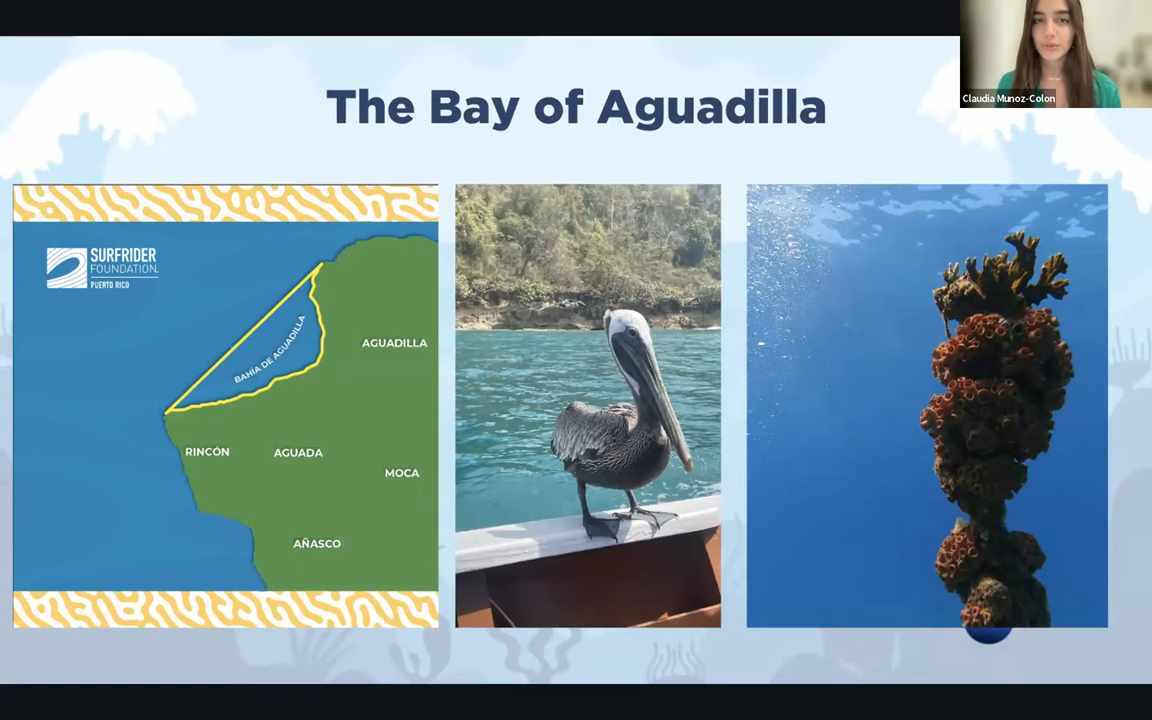 The Bay of Aguadilla
Claudia Munoz-Colon
SURFRIDER
FOUNDATION.
PUERTO RICO
BAHÍA DE AGUADILLA
AGUADILLA
RINCÓN
AGUADA
MOCA
AÑASCO